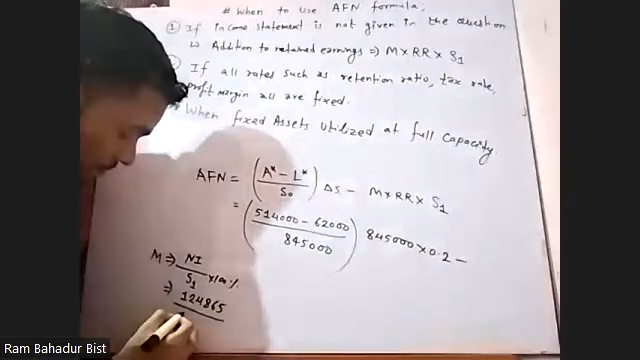 # When to use AFN formula;
① If income statement is not given in the question
↳ Addition to retained earnings ⇒ M×RR×S₁
If all rates such as retention ratio, tax rate,
profit margin all are fixed.
When fixed Assets Utilized at full capacity.
AFN = (A* - L* / S₀) ΔS - M×RR×S₁
= (514000 - 62000 / 845000) 845000×0.2 -
M ⇒ NI / S₁ ×100%
⇒ 124865
Ram Bahadur Bist